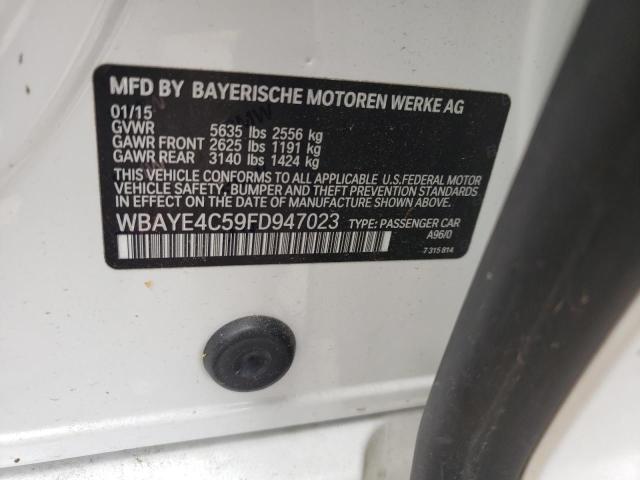 MFD BY BAYERISCHE MOTOREN WERKE AG
01/15
GVWR 5635 lbs 2556 kg
GAWR FRONT 2625 lbs 1191 kg
GAWR REAR 3140 lbs 1424 kg
THIS VEHICLE CONFORMS TO ALL APPLICABLE U.S.FEDERAL MOTOR
VEHICLE SAFETY, BUMPER AND THEFT PREVENTION STANDARDS
IN EFFECT ON THE DATE OF MANUFACTURE SHOWN ABOVE.
WBAYE4C59FD947023 TYPE: PASSENGER CAR
A96/0
7 315 814